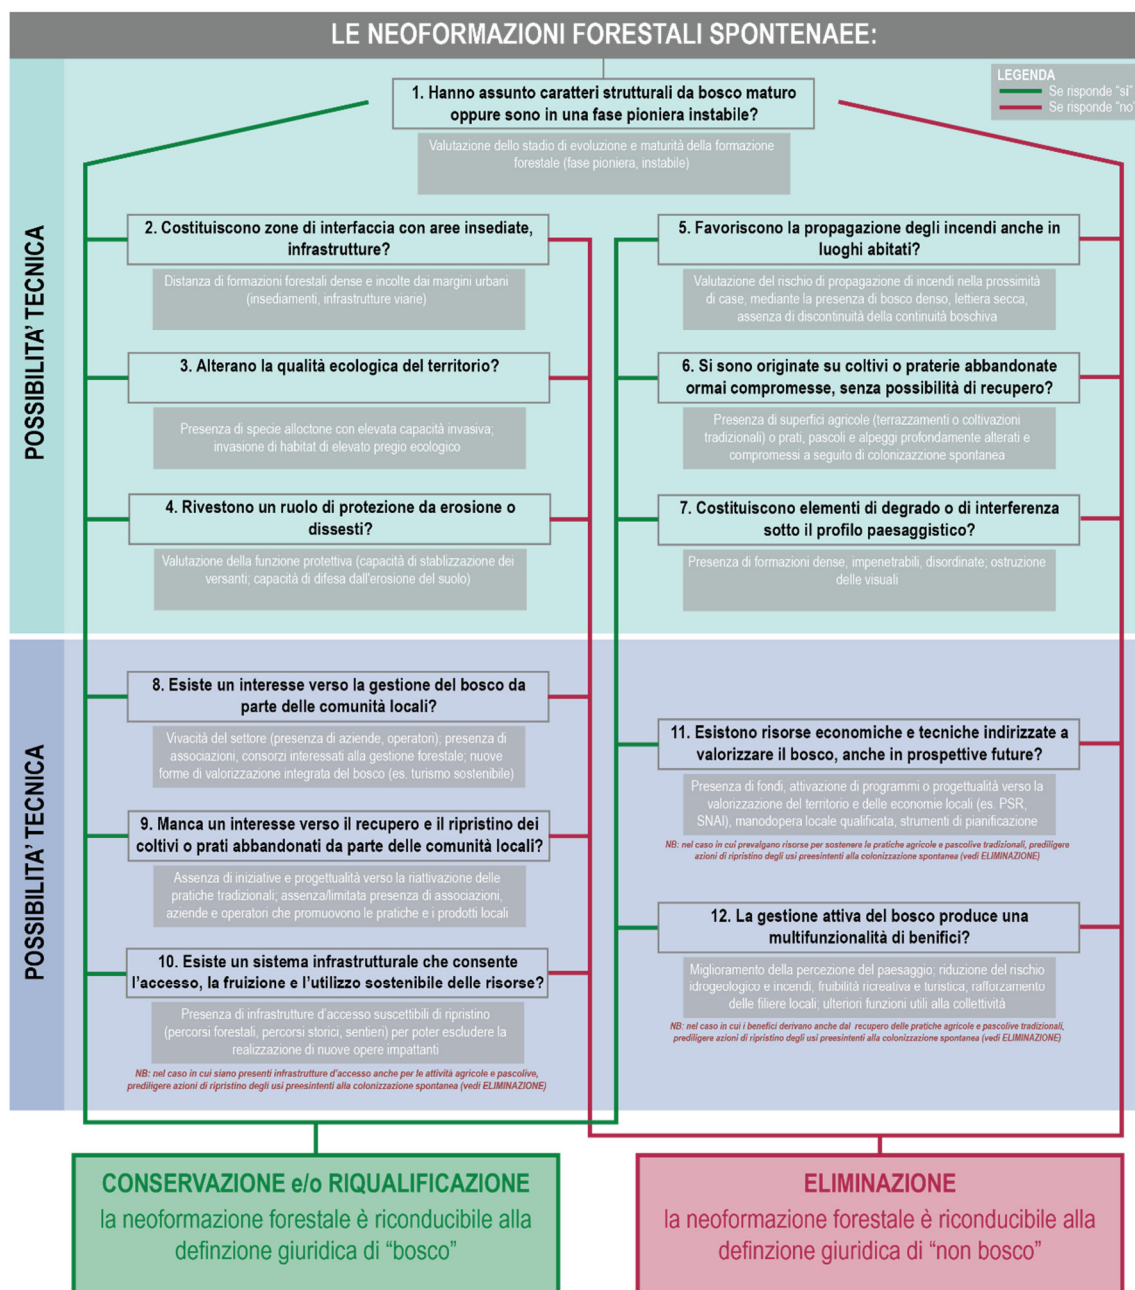 LE NEOFORMAZIONI FORESTALI SPONTENAEE:
LEGENDA
Se risponde "sì"
Se risponde "no"
1. Hanno assunto caratteri strutturali da bosco maturo
oppure sono in una fase pioniera instabile?
Valutazione dello stadio di evoluzione e maturità della formazione
forestale (fase pioniera, instabile)
POSSIBILITA' TECNICA
2. Costituiscono zone di interfaccia con aree insediate,
infrastrutture?
Distanza di formazioni forestali dense e incolte dai margini urbani
(insediamenti, infrastrutture viarie)
3. Alterano la qualità ecologica del territorio?
Presenza di specie alloctone con elevata capacità invasiva;
invasione di habitat di elevato pregio ecologico
4. Rivestono un ruolo di protezione da erosione o
dissesti?
Valutazione della funzione protettiva (capacità di stablizzazione dei
versanti; capacità di difesa dall'erosione del suolo)
5. Favoriscono la propagazione degli incendi anche in
luoghi abitati?
Valutazione del rischio di propagazione di incendi nella prossimità
di case, mediante la presenza di bosco denso, lettiera secca,
assenza di discontinuità della continuità boschiva
6. Si sono originate su coltivi o praterie abbandonate
ormai compromesse, senza possibilità di recupero?
Presenza di superfici agricole (terrazzamenti o coltivazioni
tradizionali) o prati, pascoli e alpeggi profondamente alterati e
compromessi a seguito di colonizazzione spontanea
7. Costituiscono elementi di degrado o di interferenza
sotto il profilo paesaggistico?
Presenza di formazioni dense, impenetrabili, disordinate; ostruzione
delle visuali
POSSIBILITA' TECNICA
8. Esiste un interesse verso la gestione del bosco da
parte delle comunità locali?
Vivacità del settore (presenza di aziende, operatori); presenza di
associazioni, consorzi interessati alla gestione forestale; nuove
forme di valorizzazione integrata del bosco (es. turismo sostenibile)
9. Manca un interesse verso il recupero e il ripristino dei
coltivi o prati abbandonati da parte delle comunità locali?
Assenza di iniziative e progettualità verso la riattivazione delle
pratiche tradizionali; assenza/limitata presenza di associazioni,
aziende e operatori che promuovono le pratiche e i prodotti locali
10. Esiste un sistema infrastrutturale che consente
l'accesso, la fruizione e l'utilizzo sostenibile delle risorse?
Presenza di infrastrutture d'accesso suscettibili di ripristino
(percorsi forestali, percorsi storici, sentieri) per poter escludere la
realizzazione di nuove opere impattanti
NB: nel caso in cui siano presenti infrastrutture d'accesso anche per le attività agricole e pascolive,
prediligere azioni di ripristino degli usi preesistenti alla colonizzazione spontanea (vedi ELIMINAZIONE)
11. Esistono risorse economiche e tecniche indirizzate a
valorizzare il bosco, anche in prospettive future?
Presenza di fondi, attivazione di programmi o progettualità verso la
valorizzazione del territorio e delle economie locali (es. PSR,
SNAI), manodopera locale qualificata, strumenti di pianificazione
NB: nel caso in cui prevalgano risorse per sostenere le pratiche agricole e pascolive tradizionali, prediligere
azioni di ripristino degli usi preesistenti alla colonizzazione spontanea (vedi ELIMINAZIONE)
12. La gestione attiva del bosco produce una
multifunzionalità di benifici?
Miglioramento della percezione del paesaggio; riduzione del rischio
idrogeologico e incendi, fruibilità ricreativa e turistica, rafforzamento
delle filiere locali; ulteriori funzioni utili alla collettività
NB: nel caso in cui i benefici derivano anche dal recupero delle pratiche agricole e pascolive tradizionali,
prediligere azioni di ripristino degli usi preesistenti alla colonizzazione spontanea (vedi ELIMINAZIONE)
CONSERVAZIONE e/o RIQUALIFICAZIONE
la neoformazione forestale è riconducibile alla
definzione giuridica di "bosco"
ELIMINAZIONE
la neoformazione forestale è riconducibile alla
definzione giuridica di "non bosco"